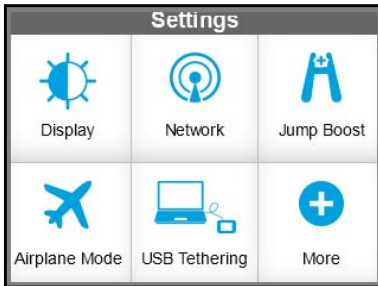 Settings
Display
Network
Jump Boost
Airplane Mode
USB Tethering
More